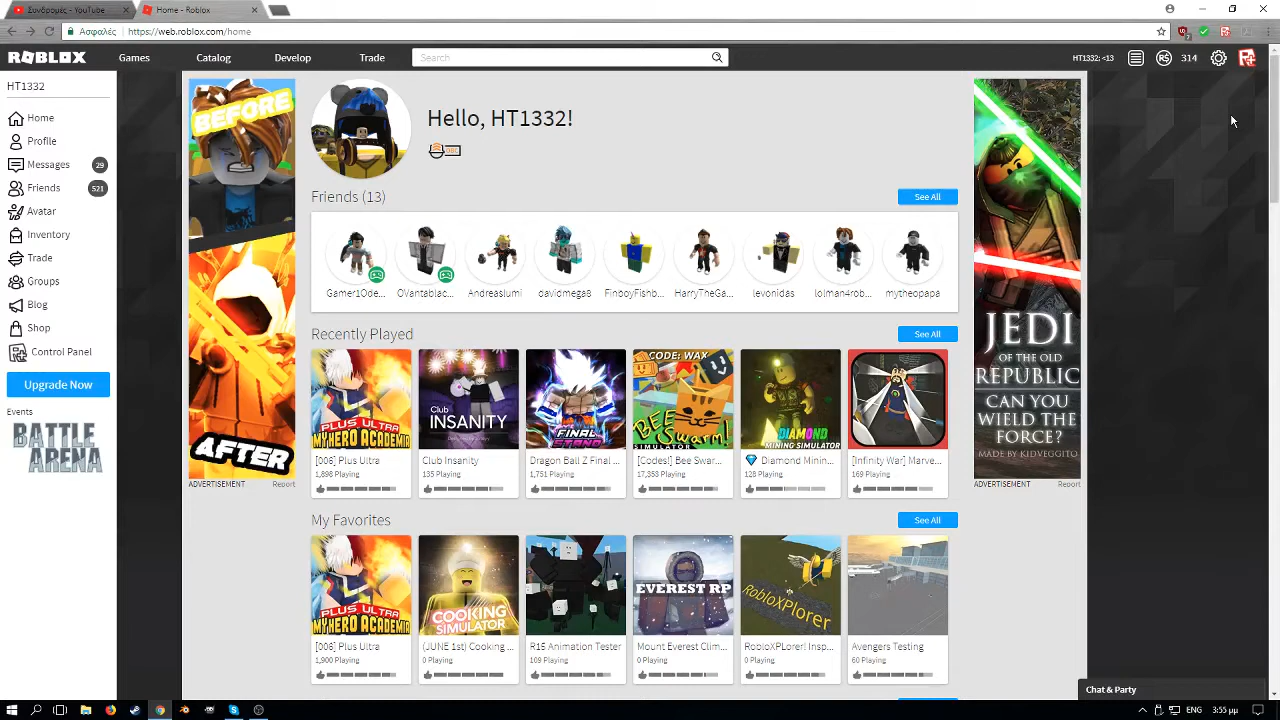 Συνδρομές - YouTube
Home - Roblox
Ασφαλές | https://web.roblox.com/home
ROBLOX
Games
Catalog
Develop
Trade
Search
HT1332: <13
314
HT1332
Home
Profile
Messages 29
Friends 521
Avatar
Inventory
Trade
Groups
Blog
Shop
Control Panel
Upgrade Now
Events
BATTLE
ARENA
BEFORE
AFTER
ADVERTISEMENT
Report
Hello, HT1332!
OBC
Friends (13)
See All
Gamer1Ode...
OVantablac...
Andreaslumi
davidmega8
FinboyFisnb...
HarryTheGa...
levonidas
lolman4rob...
mytheopapa
Recently Played
See All
PLUS ULTRA
MY HERO ACADEMIA
Club
INSANITY
FINAL
STAND
CODE: WAX
BEE
Swarm!
SIMULATOR
DIAMOND
MINING SIMULATOR
[006] Plus Ultra
1,898 Playing
Club Insanity
135 Playing
Dragon Ball Z Final ...
1,751 Playing
[Codes!] Bee Swar...
17,353 Playing
Diamond Minin...
128 Playing
[Infinity War] Marve...
169 Playing
My Favorites
See All
PLUS ULTRA
MY HERO ACADEMIA
COOKING
SIMULATOR
EVEREST RP
RobloXPlorer
[006] Plus Ultra
1,900 Playing
(JUNE 1st) Cooking ...
0 Playing
R15 Animation Tester
109 Playing
Mount Everest Clim...
0 Playing
RobloXPLorer! Insp...
0 Playing
Avengers Testing
60 Playing
JEDI
OF THE OLD
REPUBLIC
CAN YOU
WIELD THE
FORCE?
MADE BY KIDVEGGITO
ADVERTISEMENT
Report
Chat & Party
ENG
3:55 μμ